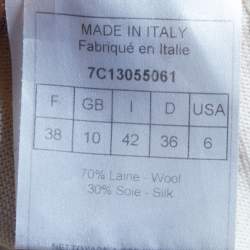 MADE IN ITALY
Fabriqué en Italie
7C13055061
F GB I D USA
38 10 42 36 6
70% Laine - Wool
30% Soie - Silk